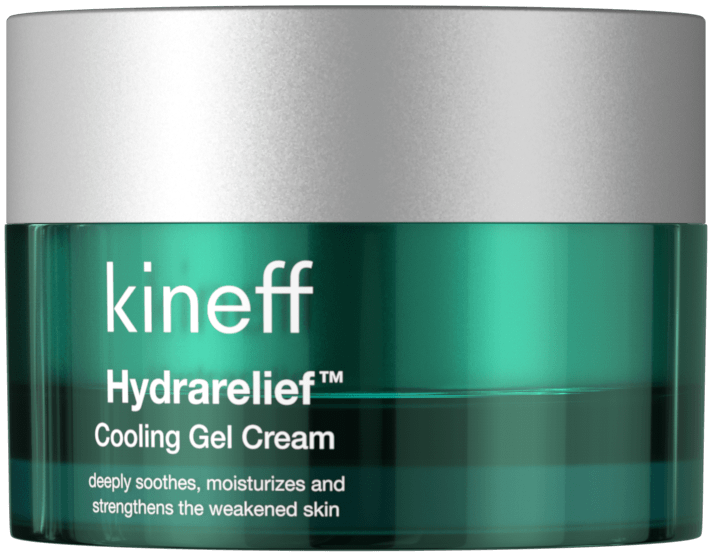 kineff
Hydrarelief™
Cooling Gel Cream
deeply soothes, moisturizes and
strengthens the weakened skin